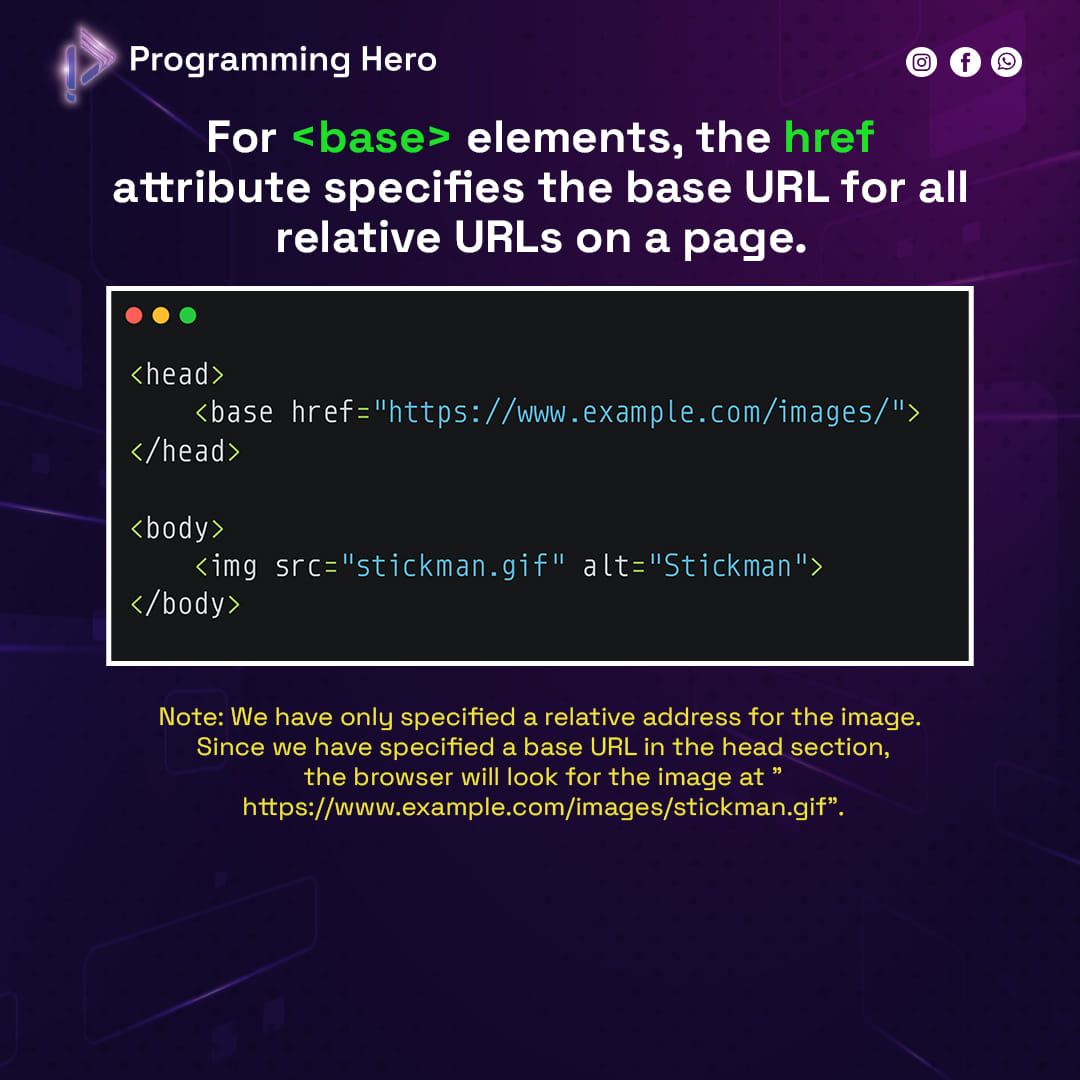 Programming Hero
For <base> elements, the href
attribute specifies the base URL for all
relative URLs on a page.
<head>
    <base href="https://www.example.com/images/">
</head>
<body>
    <img src="stickman.gif" alt="Stickman">
</body>
Note: We have only specified a relative address for the image.
Since we have specified a base URL in the head section,
the browser will look for the image at ”
https://www.example.com/images/stickman.gif”.